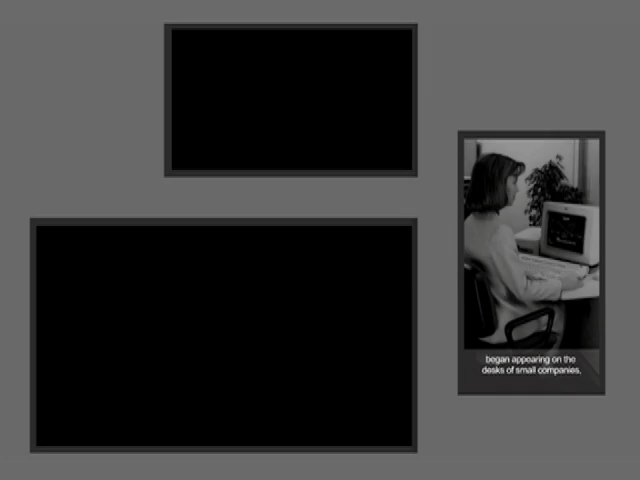 began appearing on the
desks of small companies,